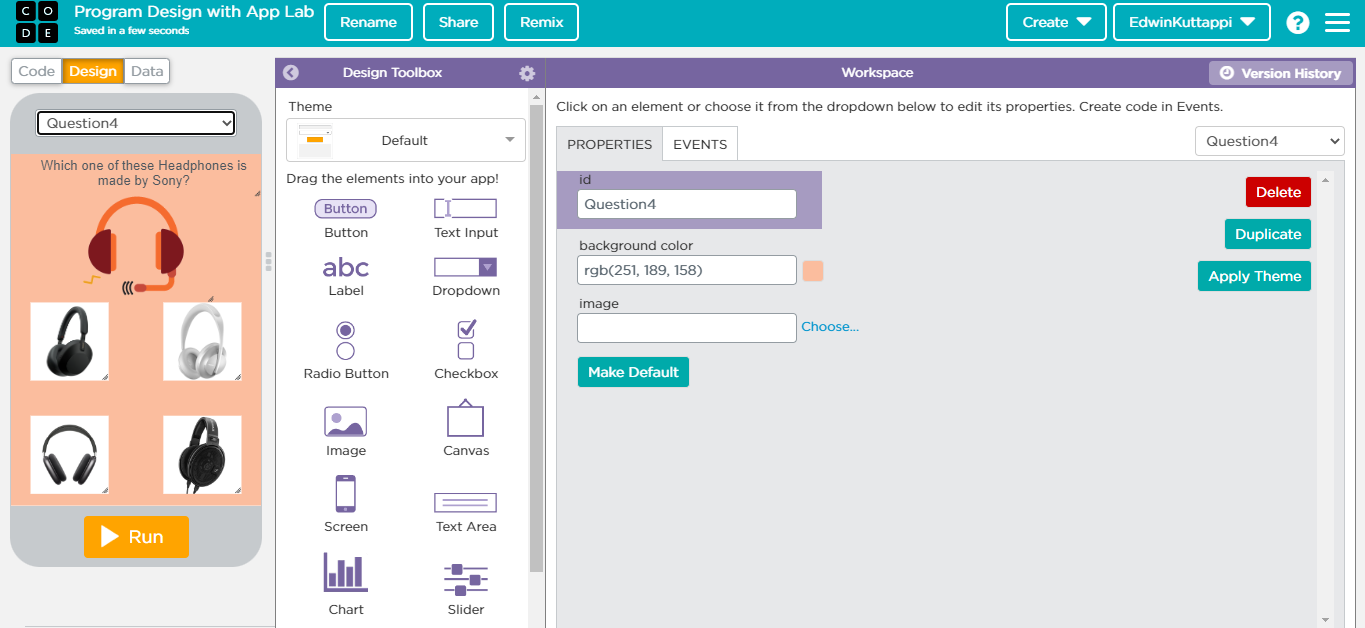 CO
DE
Program Design with App Lab
Saved in a few seconds
Rename
Share
Remix
Create
EdwinKuttappi
?
Code
Design
Data
Design Toolbox
Workspace
Version History
Question4
Which one of these Headphones is
made by Sony?
Run
Theme
Default
Drag the elements into your app!
Button
Button
Text Input
abc
Label
Dropdown
Radio Button
Checkbox
Image
Canvas
Screen
Text Area
Chart
Slider
Click on an element or choose it from the dropdown below to edit its properties. Create code in Events.
PROPERTIES
EVENTS
Question4
id
Question4
Delete
Duplicate
Apply Theme
background color
rgb(251, 189, 158)
image
Choose...
Make Default